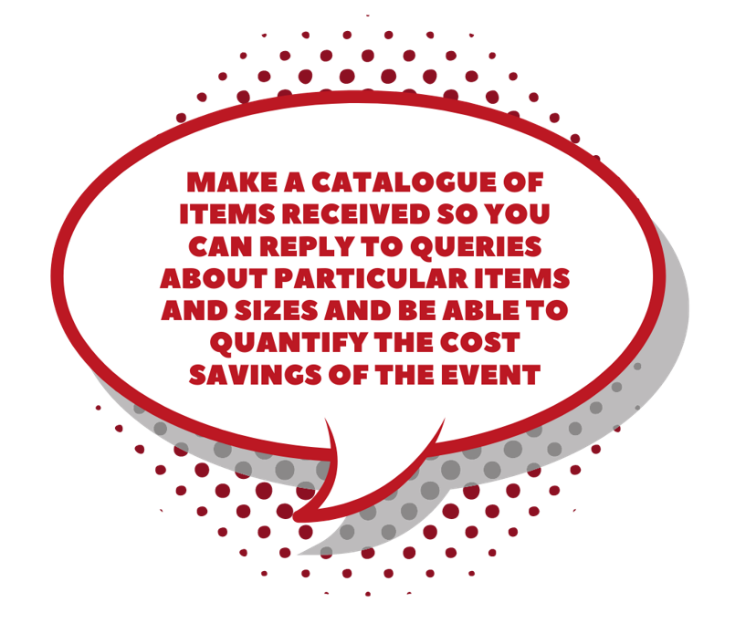 MAKE A CATALOGUE OF
ITEMS RECEIVED SO YOU
CAN REPLY TO QUERIES
ABOUT PARTICULAR ITEMS
AND SIZES AND BE ABLE TO
QUANTIFY THE COST
SAVINGS OF THE EVENT